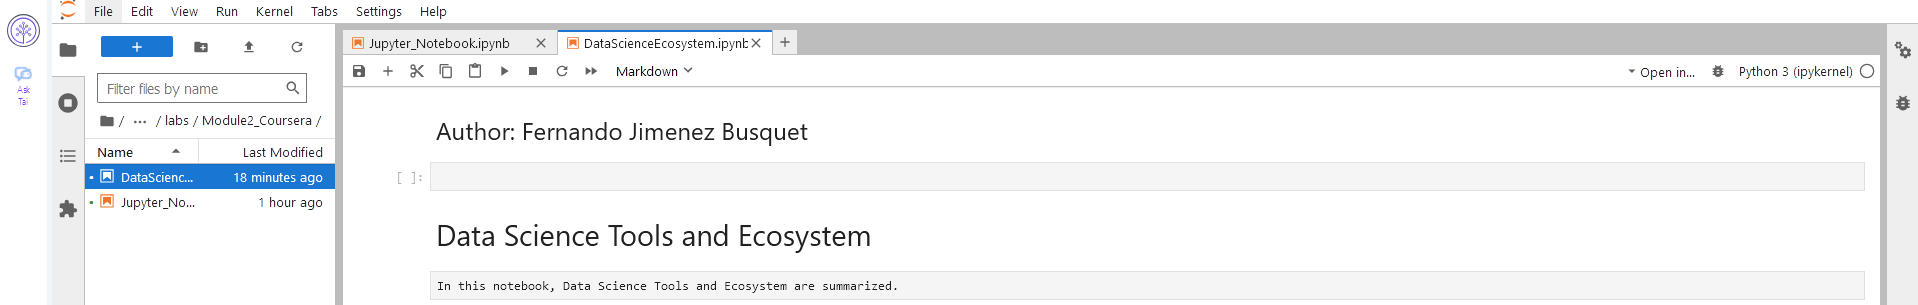 File Edit View Run Kernel Tabs Settings Help
Ask
Tai
Filter files by name
/ ··· / labs / Module2_Coursera /
Name Last Modified
DataScienc... 18 minutes ago
Jupyter_No... 1 hour ago
Jupyter_Notebook.ipynb DataScienceEcosystem.ipynb
Markdown Open in... Python 3 (ipykernel)
Author: Fernando Jimenez Busquet
[ ]:
Data Science Tools and Ecosystem
In this notebook, Data Science Tools and Ecosystem are summarized.